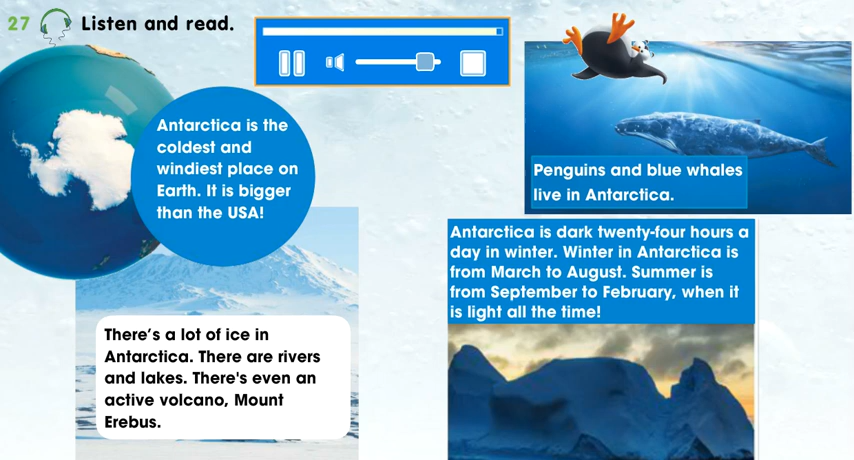 27 Listen and read.
Antarctica is the
coldest and
windiest place on
Earth. It is bigger
than the USA!
Penguins and blue whales
live in Antarctica.
Antarctica is dark twenty-four hours a
day in winter. Winter in Antarctica is
from March to August. Summer is
from September to February, when it
is light all the time!
There's a lot of ice in
Antarctica. There are rivers
and lakes. There's even an
active volcano, Mount
Erebus.